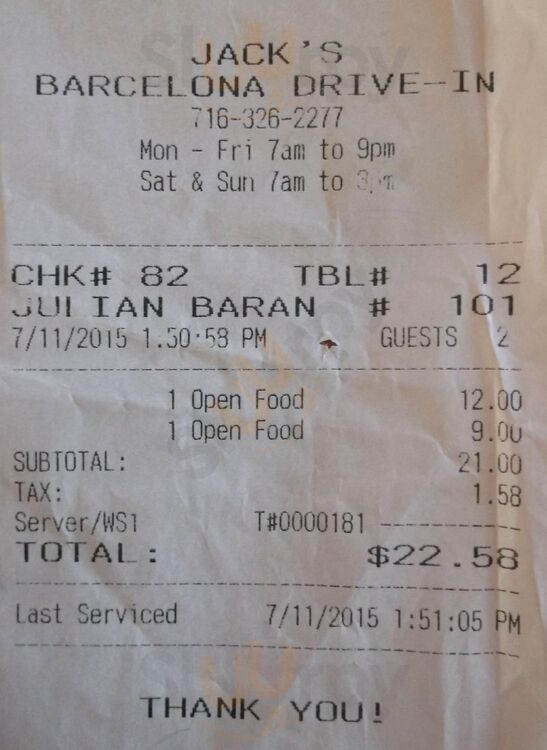 JACK'S
BARCELONA DRIVE-IN
716-326-2277
Mon - Fri 7am to 9pm
Sat & Sun 7am to 3pm
CHK# 82 TBL# 12
JULIAN BARAN # 101
7/11/2015 1:50:58 PM GUESTS 2
1 Open Food 12.00
1 Open Food 9.00
SUBTOTAL: 21.00
TAX: 1.58
Server/WS1 T#0000181
TOTAL: $22.58
Last Serviced 7/11/2015 1:51:05 PM
THANK YOU!